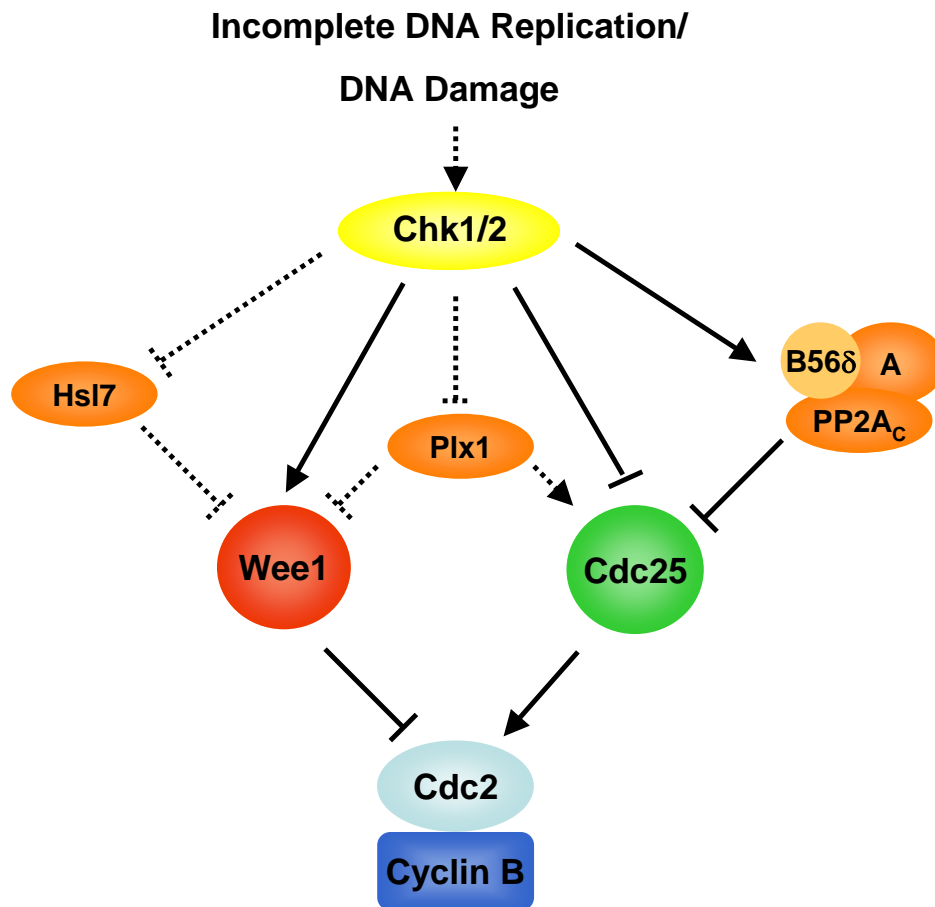 Incomplete DNA Replication/
DNA Damage
Chk1/2
B56δ
A
Hsl7
PP2AC
Plx1
Wee1
Cdc25
Cdc2
Cyclin B